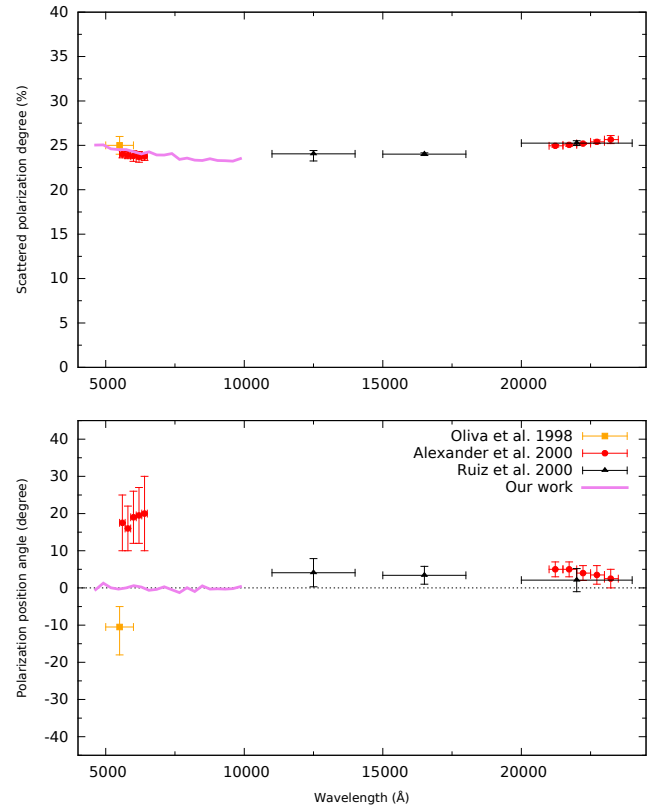 40
35
30
25
20
15
10
5
0
Scattered polarization degree (%)
5000 10000 15000 20000
40
30
20
10
0
-10
-20
-30
-40
Polarization position angle (degree)
Oliva et al. 1998
Alexander et al. 2000
Ruiz et al. 2000
Our work
5000 10000 15000 20000
Wavelength (Å)